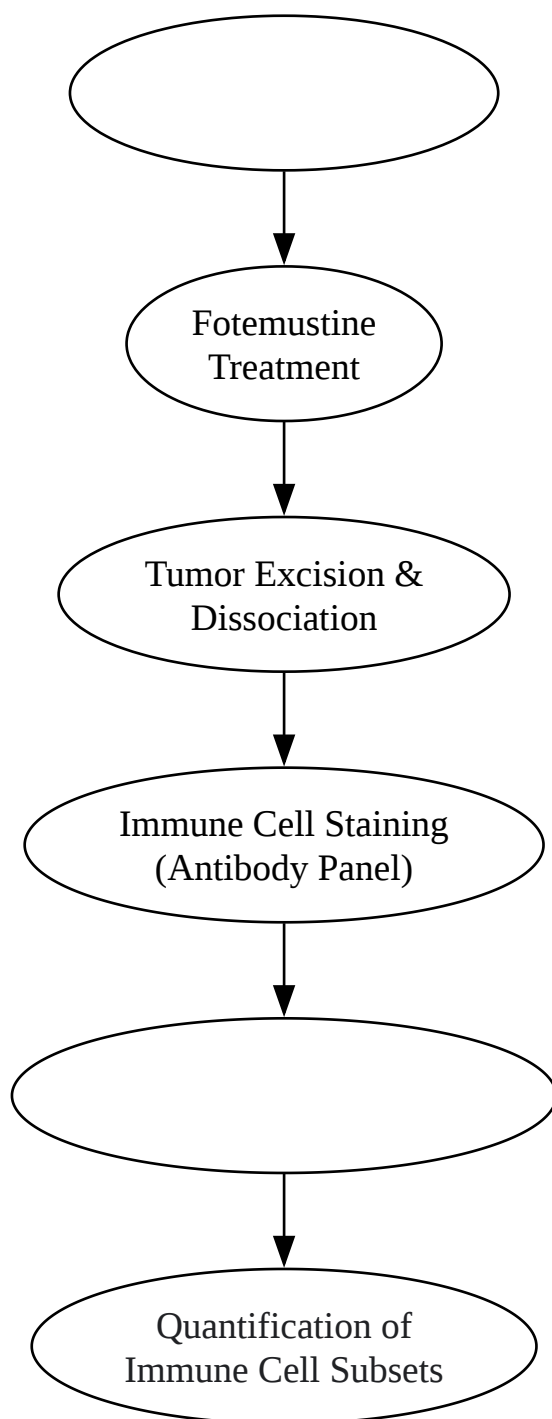 Fotemustine
Treatment
Tumor Excision &
Dissociation
Immune Cell Staining
(Antibody Panel)
Quantification of
Immune Cell Subsets